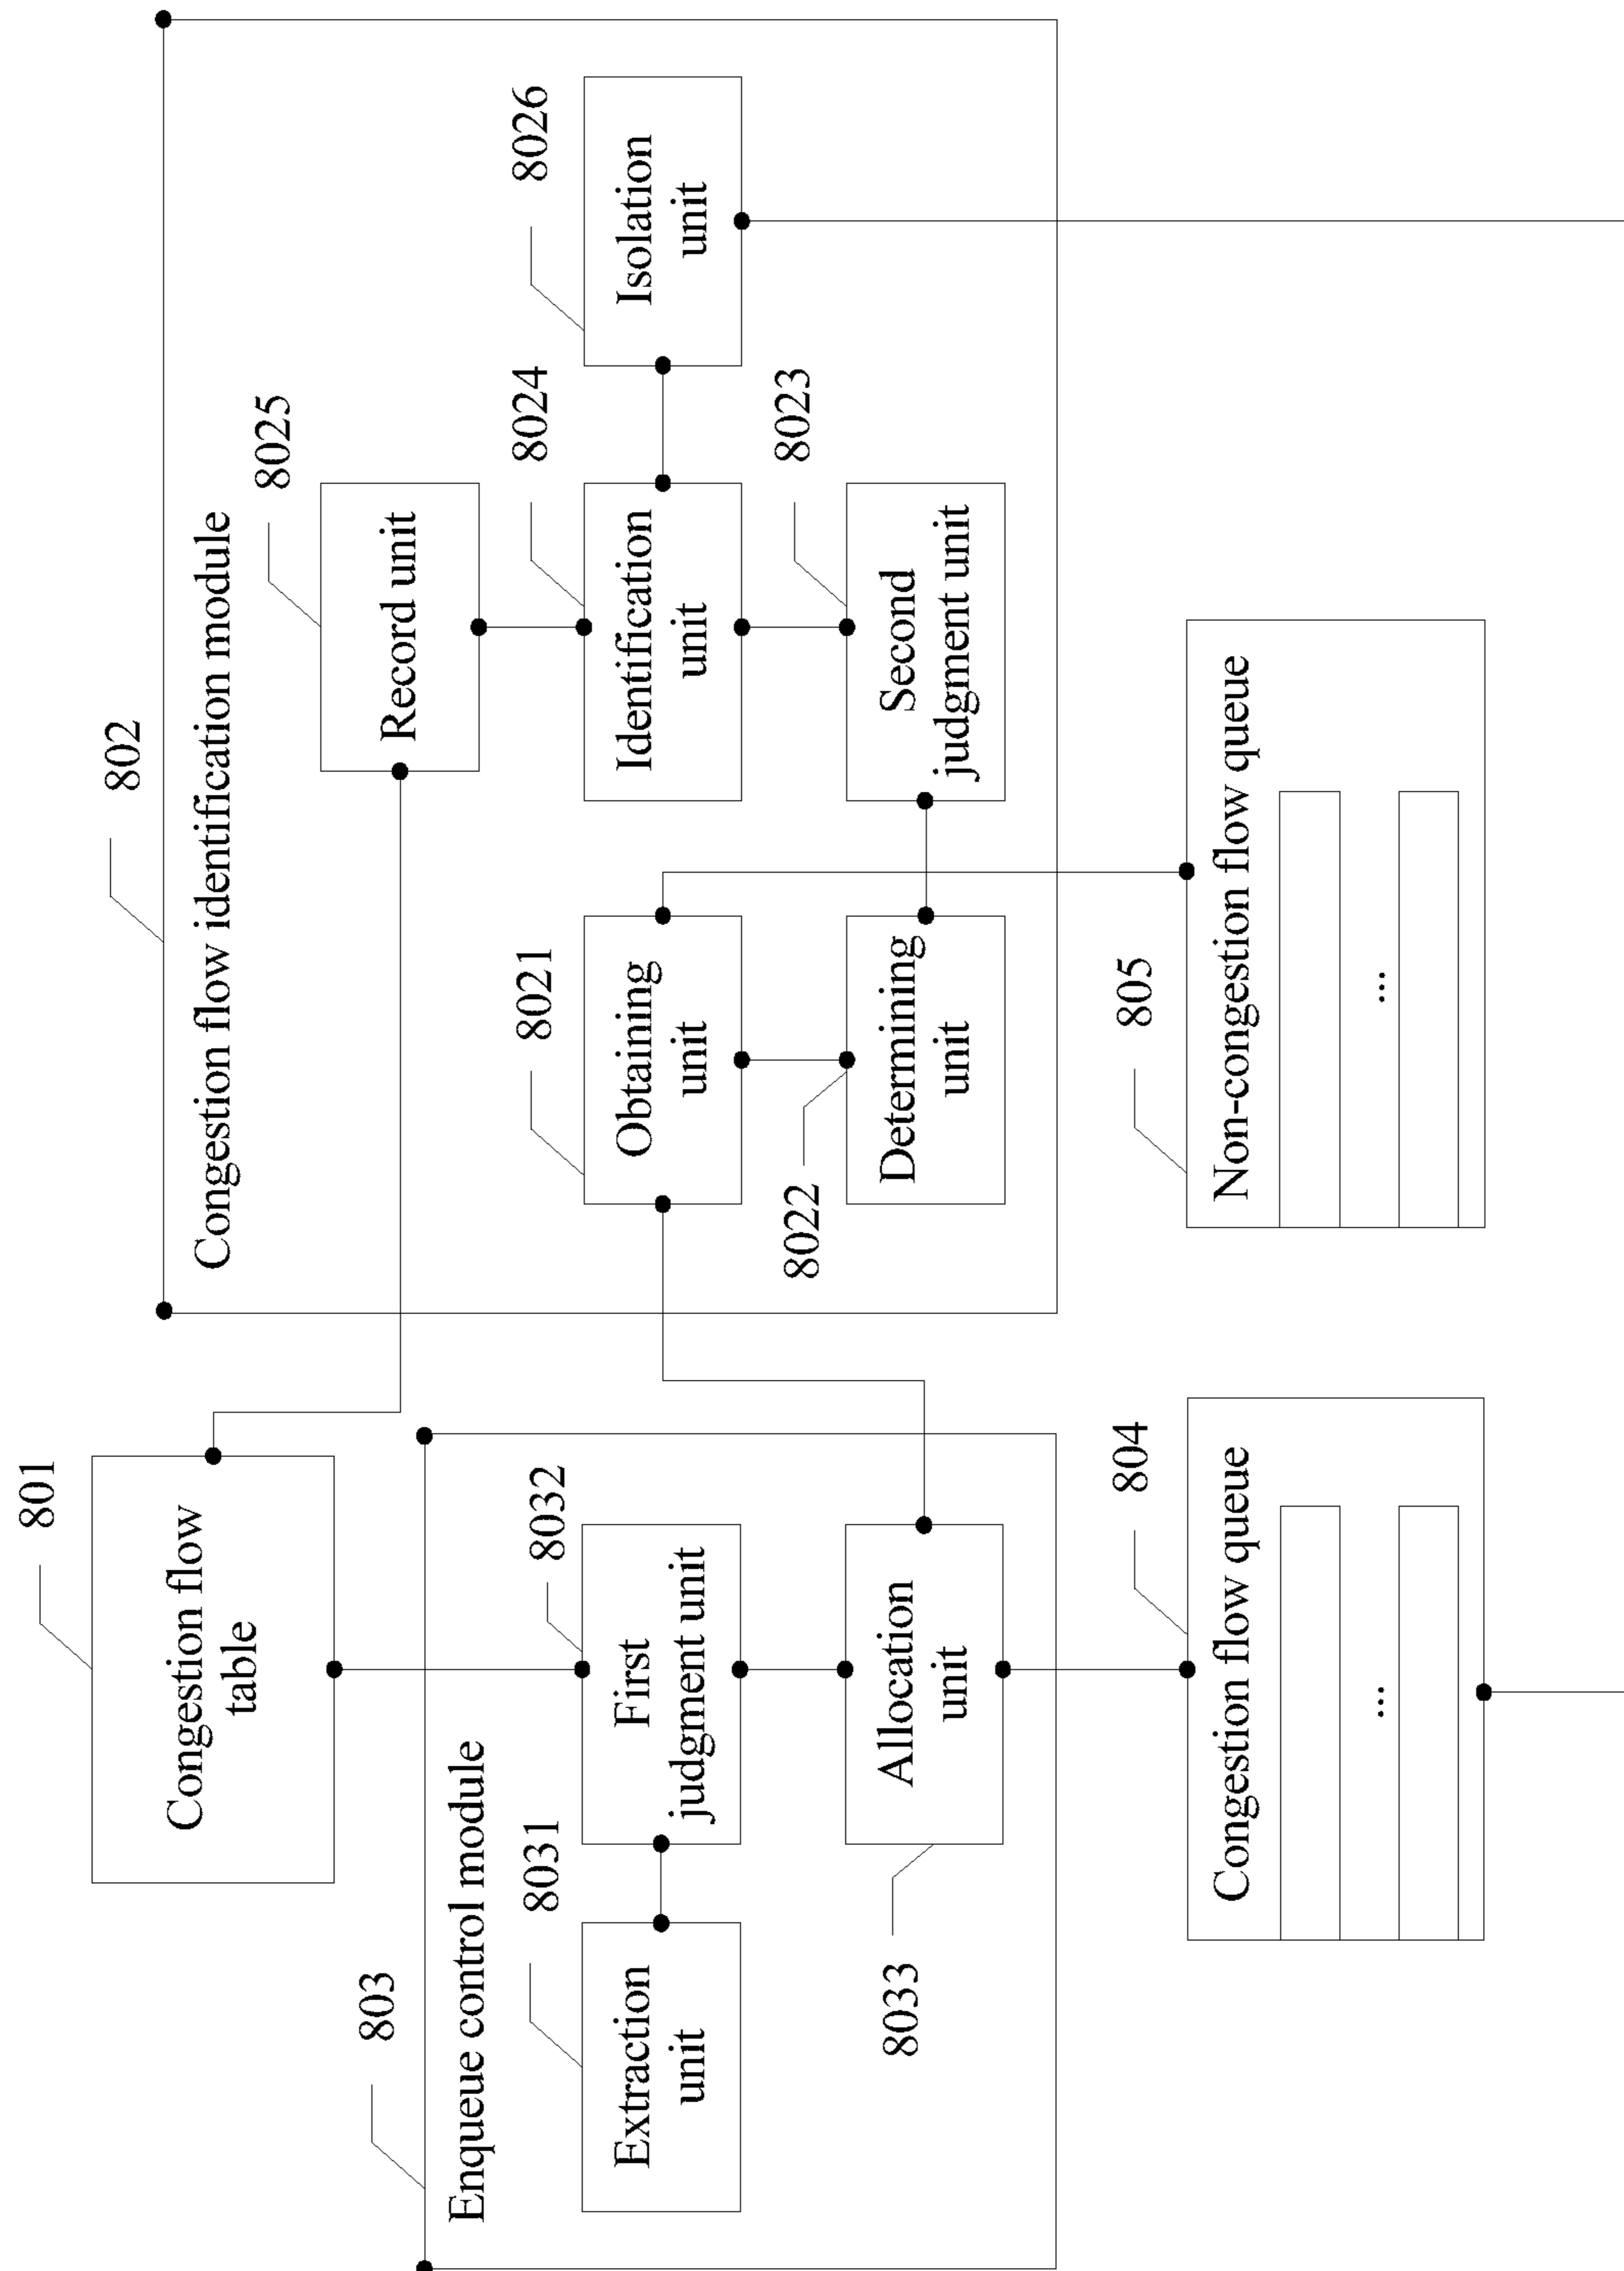 801
Congestion flow
table
802
Congestion flow identification module
8025
Record unit
803
Enqueue control module
8031
Extraction
unit
8032
First
judgment unit
8033
Allocation
unit
8021
Obtaining
unit
8024
Identification
unit
8026
Isolation
unit
8022
Determining
unit
8023
Second
judgment unit
804
Congestion flow queue
...
805
Non-congestion flow queue
...